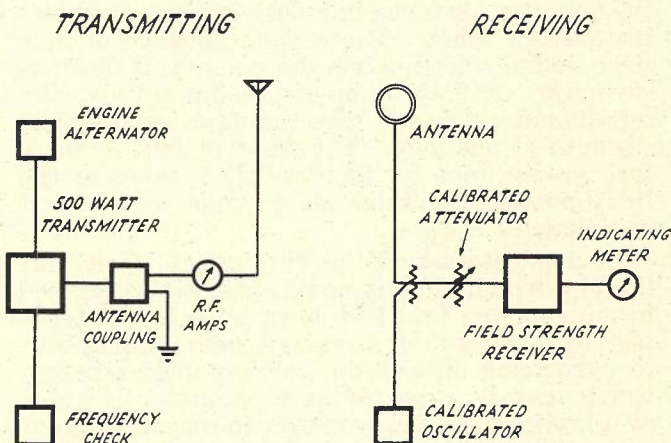 TRANSMITTING
RECEIVING
ENGINE
ALTERNATOR
500 WATT
TRANSMITTER
ANTENNA
COUPLING
R.F.
AMPS
FREQUENCY
CHECK
ANTENNA
CALIBRATED
ATTENUATOR
INDICATING
METER
FIELD STRENGTH
RECEIVER
CALIBRATED
OSCILLATOR